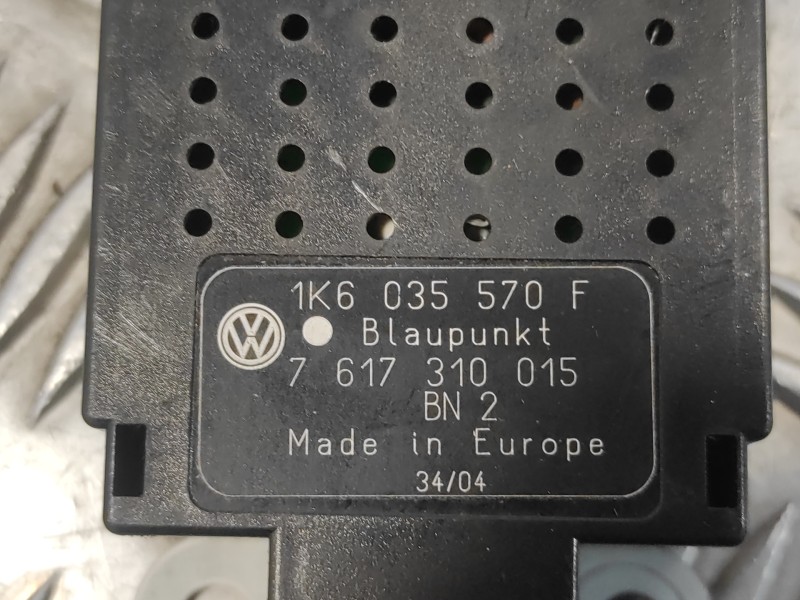 1K6 035 570 F
Blaupunkt
7 617 310 015
BN 2
Made in Europe
34/04